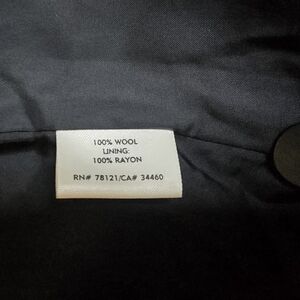 100% WOOL
LINING:
100% RAYON
RN# 78121/CA# 34460